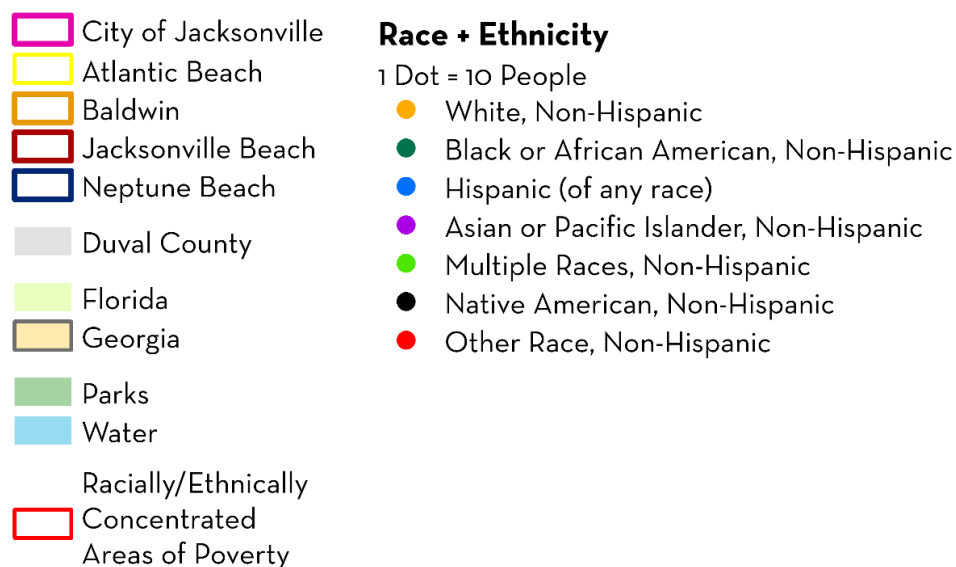 City of Jacksonville
Atlantic Beach
Baldwin
Jacksonville Beach
Neptune Beach
Duval County
Florida
Georgia
Parks
Water
Racially/Ethnically
Concentrated
Areas of Poverty
Race + Ethnicity
1 Dot = 10 People
White, Non-Hispanic
Black or African American, Non-Hispanic
Hispanic (of any race)
Asian or Pacific Islander, Non-Hispanic
Multiple Races, Non-Hispanic
Native American, Non-Hispanic
Other Race, Non-Hispanic